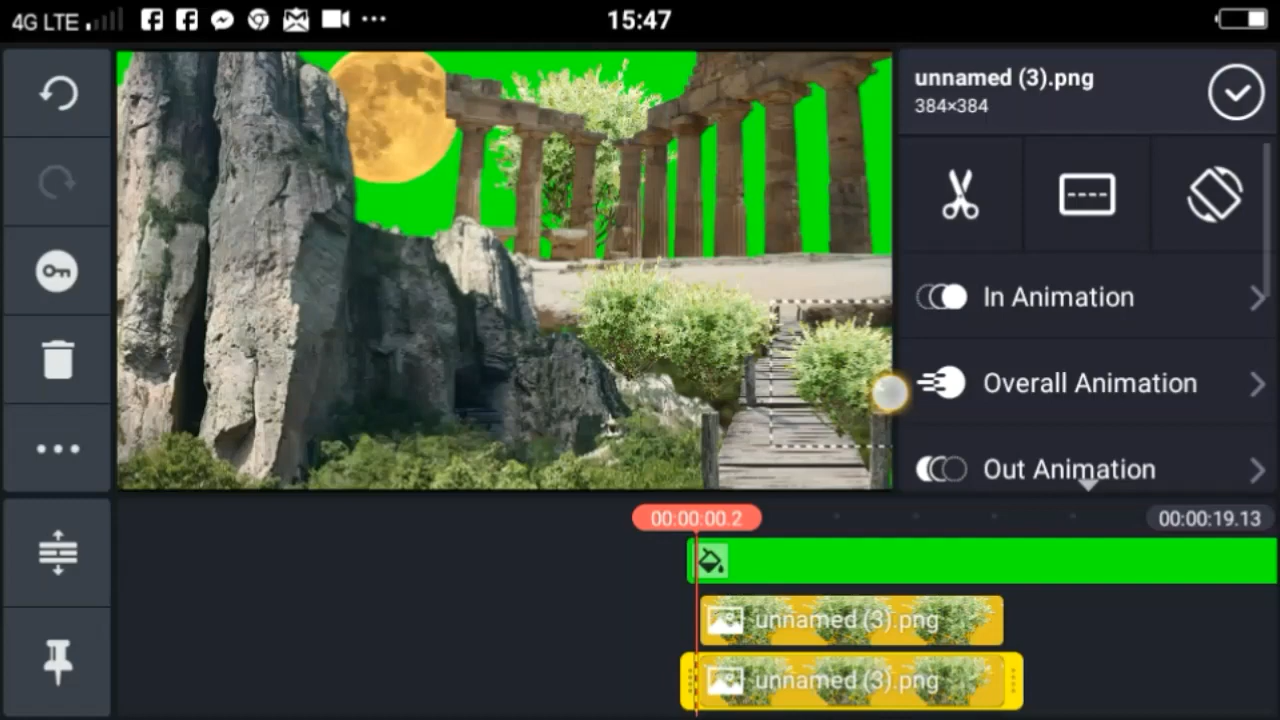 4G LTE
15:47
unnamed (3).png
384×384
In Animation
Overall Animation
Out Animation
00:00:00.2
00:00:19.13
unnamed (3).png
unnamed (3).png